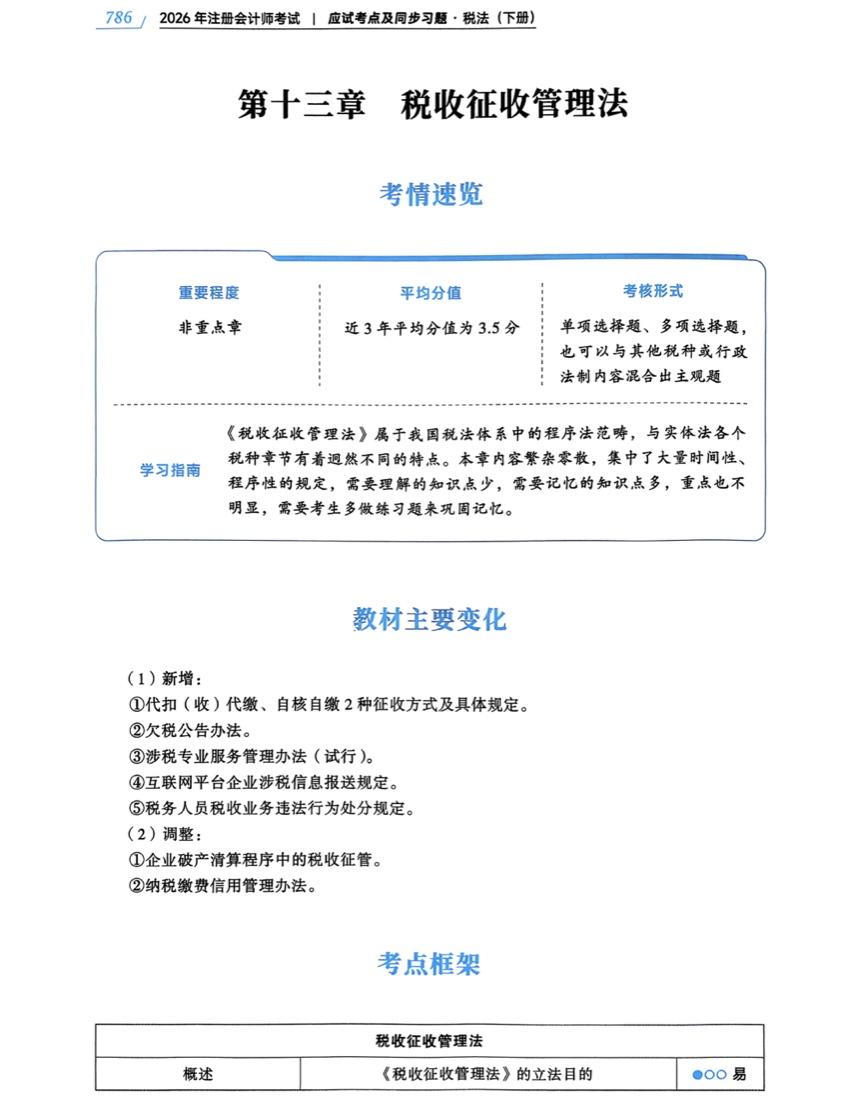 786 2026年注册会计师考试 | 应试考点及同步习题·税法（下册）
第十三章 税收征收管理法
考情速览
重要程度 平均分值 考核形式
非重点章 近3年平均分值为3.5分 单项选择题、多项选择题，
也可以与其他税种或行政
法制内容混合出主观题
《税收征收管理法》属于我国税法体系中的程序法范畴，与实体法各个
税种章节有着迥然不同的特点。本章内容繁杂零散，集中了大量时间性、
学习指南
程序性的规定，需要理解的知识点少，需要记忆的知识点多，重点也不
明显，需要考生多做练习题来巩固记忆。
教材主要变化
（1）新增：
①代扣（收）代缴、自核自缴2种征收方式及具体规定。
②欠税公告办法。
③涉税专业服务管理办法（试行）。
④互联网平台企业涉税信息报送规定。
⑤税务人员税收业务违法行为处分规定。
（2）调整：
①企业破产清算程序中的税收征管。
②纳税缴费信用管理办法。
考点框架
税收征收管理法
概述 《税收征收管理法》的立法目的 ●○○ 易